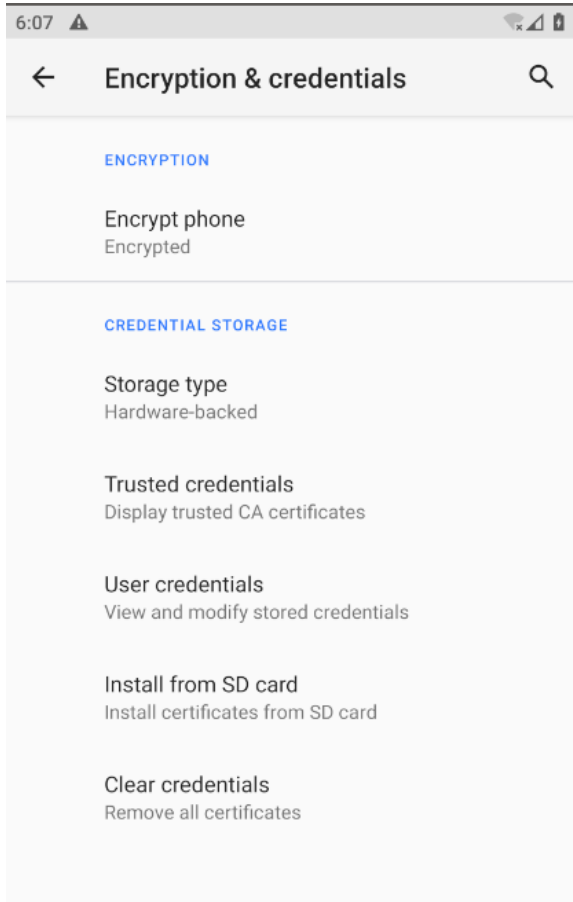 6:07
Encryption & credentials
ENCRYPTION
Encrypt phone
Encrypted
CREDENTIAL STORAGE
Storage type
Hardware-backed
Trusted credentials
Display trusted CA certificates
User credentials
View and modify stored credentials
Install from SD card
Install certificates from SD card
Clear credentials
Remove all certificates